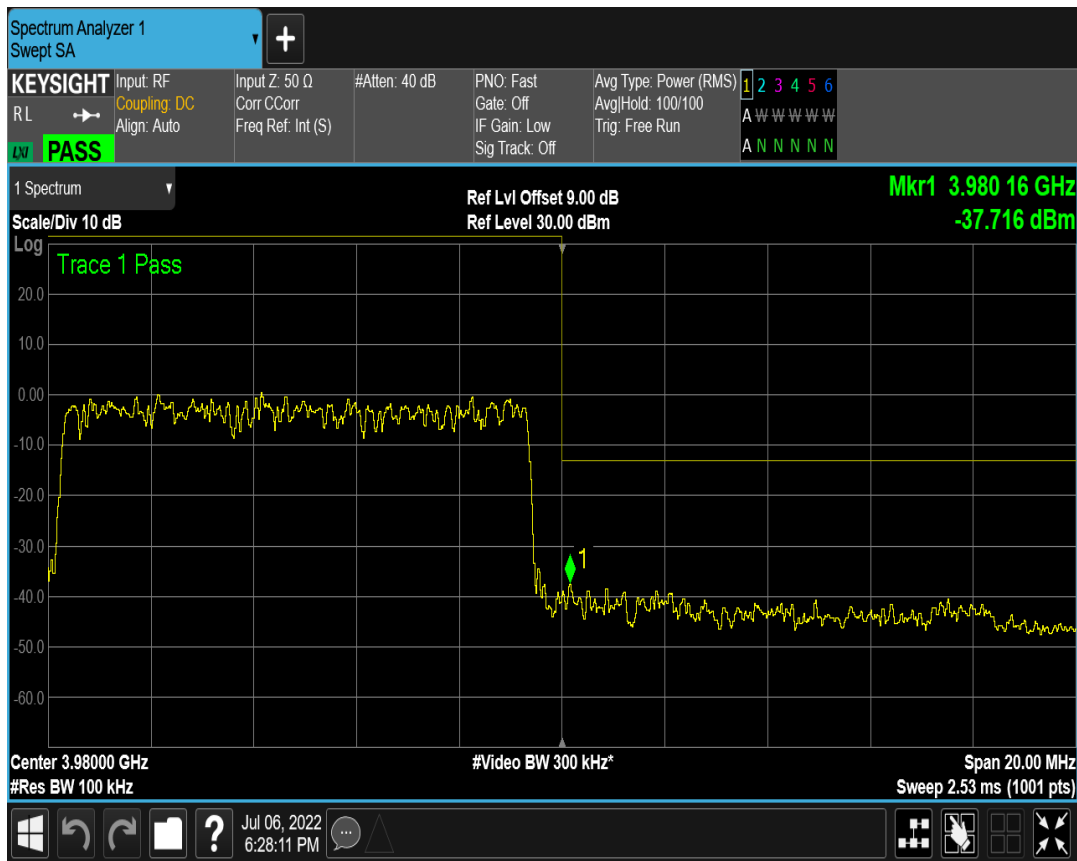 Spectrum Analyzer 1
Swept SA
+
KEYSIGHT
RL
LXI PASS
Input: RF
Coupling: DC
Align: Auto
Input Z: 50 Ω
Corr CCorr
Freq Ref: Int (S)
#Atten: 40 dB
PNO: Fast
Gate: Off
IF Gain: Low
Sig Track: Off
Avg Type: Power (RMS)
Avg|Hold: 100/100
Trig: Free Run
1 2 3 4 5 6
A W W W W W
A N N N N N
1 Spectrum
Scale/Div 10 dB
Ref Lvl Offset 9.00 dB
Ref Level 30.00 dBm
Mkr1 3.980 16 GHz
-37.716 dBm
Log
Trace 1 Pass
20.0
10.0
0.00
-10.0
-20.0
-30.0
1
-40.0
-50.0
-60.0
Center 3.98000 GHz
#Res BW 100 kHz
#Video BW 300 kHz*
Span 20.00 MHz
Sweep 2.53 ms (1001 pts)
?
Jul 06, 2022
6:28:11 PM